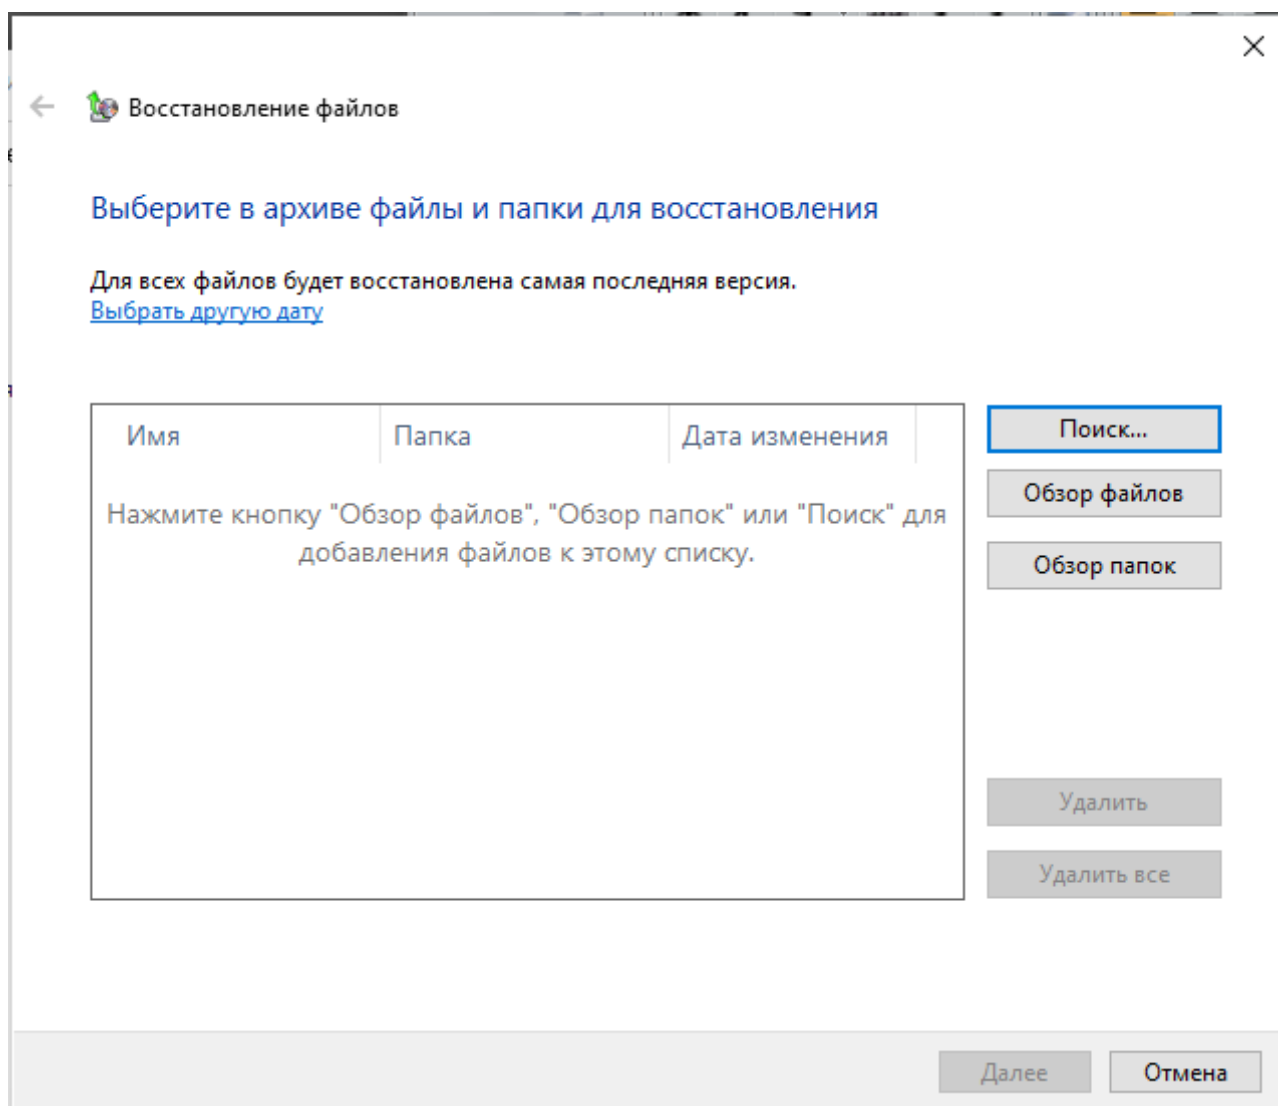 Восстановление файлов
Выберите в архиве файлы и папки для восстановления
Для всех файлов будет восстановлена самая последняя версия.
Выбрать другую дату
Имя Папка Дата изменения
Нажмите кнопку "Обзор файлов", "Обзор папок" или "Поиск" для
добавления файлов к этому списку.
Поиск...
Обзор файлов
Обзор папок
Удалить
Удалить все
Далее Отмена